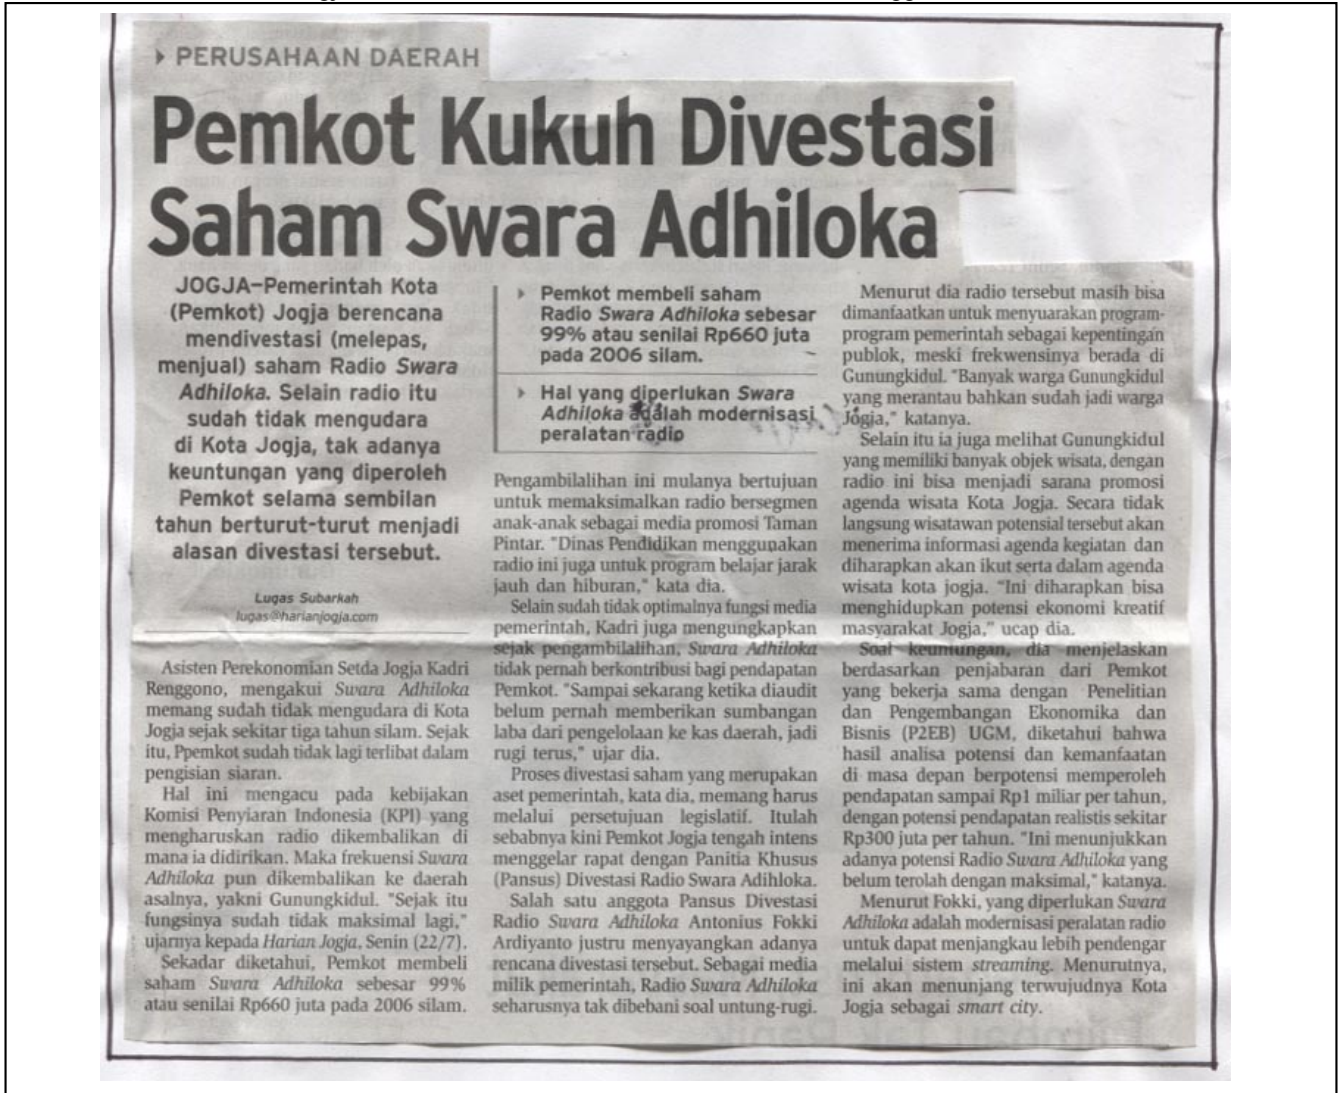 PERUSAHAAN DAERAH
Pemkot Kukuh Divestasi
Saham Swara Adhiloka
JOGJA–Pemerintah Kota
(Pemkot) Jogja berencana
mendivestasi (melepas,
menjual) saham Radio Swara
Adhiloka. Selain radio itu
sudah tidak mengudara
di Kota Jogja, tak adanya
keuntungan yang diperoleh
Pemkot selama sembilan
tahun berturut-turut menjadi
alasan divestasi tersebut.
Lugas Subarkah
lugas@harianjogja.com
Asisten Perekonomian Setda Jogja Kadri
Renggono, mengakui Swara Adhiloka
memang sudah tidak mengudara di Kota
Jogja sejak sekitar tiga tahun silam. Sejak
itu, Ppemkot sudah tidak lagi terlibat dalam
pengisian siaran.
Hal ini mengacu pada kebijakan
Komisi Penyiaran Indonesia (KPI) yang
mengharuskan radio dikembalikan di
mana ia didirikan. Maka frekuensi Swara
Adhiloka pun dikembalikan ke daerah
asalnya, yakni Gunungkidul. "Sejak itu
fungsinya sudah tidak maksimal lagi,"
ujarnya kepada Harian Jogja, Senin (22/7).
Sekadar diketahui, Pemkot membeli
saham Swara Adhiloka sebesar 99%
atau senilai Rp660 juta pada 2006 silam.
Pemkot membeli saham
Radio Swara Adhiloka sebesar
99% atau senilai Rp660 juta
pada 2006 silam.
Hal yang diperlukan Swara
Adhiloka adalah modernisasi
peralatan radio
Pengambilalihan ini mulanya bertujuan
untuk memaksimalkan radio bersegmen
anak-anak sebagai media promosi Taman
Pintar. "Dinas Pendidikan menggunakan
radio ini juga untuk program belajar jarak
jauh dan hiburan," kata dia.
Selain sudah tidak optimalnya fungsi media
pemerintah, Kadri juga mengungkapkan
sejak pengambilalihan, Swara Adhiloka
tidak pernah berkontribusi bagi pendapatan
Pemkot. "Sampai sekarang ketika diaudit
belum pernah memberikan sumbangan
laba dari pengelolaan ke kas daerah, jadi
rugi terus," ujar dia.
Proses divestasi saham yang merupakan
aset pemerintah, kata dia, memang harus
melalui persetujuan legislatif. Itulah
sebabnya kini Pemkot Jogja tengah intens
menggelar rapat dengan Panitia Khusus
(Pansus) Divestasi Radio Swara Adihloka.
Salah satu anggota Pansus Divestasi
Radio Swara Adhiloka Antonius Fokki
Ardiyanto justru menyayangkan adanya
rencana divestasi tersebut. Sebagai media
milik pemerintah, Radio Swara Adhiloka
seharusnya tak dibebani soal untung-rugi.
Menurut dia radio tersebut masih bisa
dimanfaatkan untuk menyuarakan program-
program pemerintah sebagai kepentingan
publok, meski frekwensinya berada di
Gunungkidul. "Banyak warga Gunungkidul
yang merantau bahkan sudah jadi warga
Jogja," katanya.
Selain itu ia juga melihat Gunungkidul
yang memiliki banyak objek wisata, dengan
radio ini bisa menjadi sarana promosi
agenda wisata Kota Jogja. Secara tidak
langsung wisatawan potensial tersebut akan
menerima informasi agenda kegiatan dan
diharapkan akan ikut serta dalam agenda
wisata kota jogja. "Ini diharapkan bisa
menghidupkan potensi ekonomi kreatif
masyarakat Jogja," ucap dia.
Soal keuntungan, dia menjelaskan
berdasarkan penjabaran dari Pemkot
yang bekerja sama dengan Penelitian
dan Pengembangan Ekonomika dan
Bisnis (P2EB) UGM, diketahui bahwa
hasil analisa potensi dan kemanfaatan
di masa depan berpotensi memperoleh
pendapatan sampai Rp1 miliar per tahun,
dengan potensi pendapatan realistis sekitar
Rp300 juta per tahun. "Ini menunjukkan
adanya potensi Radio Swara Adhiloka yang
belum terolah dengan maksimal," katanya.
Menurut Fokki, yang diperlukan Swara
Adhiloka adalah modernisasi peralatan radio
untuk dapat menjangkau lebih pendengar
melalui sistem streaming. Menurutnya,
ini akan menunjang terwujudnya Kota
Jogja sebagai smart city.